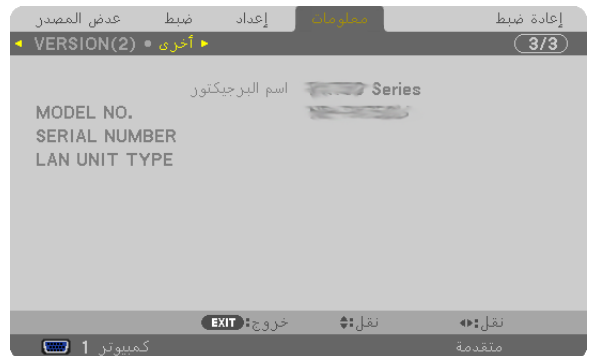 عدض المصدر ضبط إعداد معلومات إعادة ضبط
VERSION(2) • أخرى 3/3
اسم البرجيكتور Series
MODEL NO.
SERIAL NUMBER
LAN UNIT TYPE
EXIT:خروج نقل: نقل:
كمبيوتر 1 متقدمة